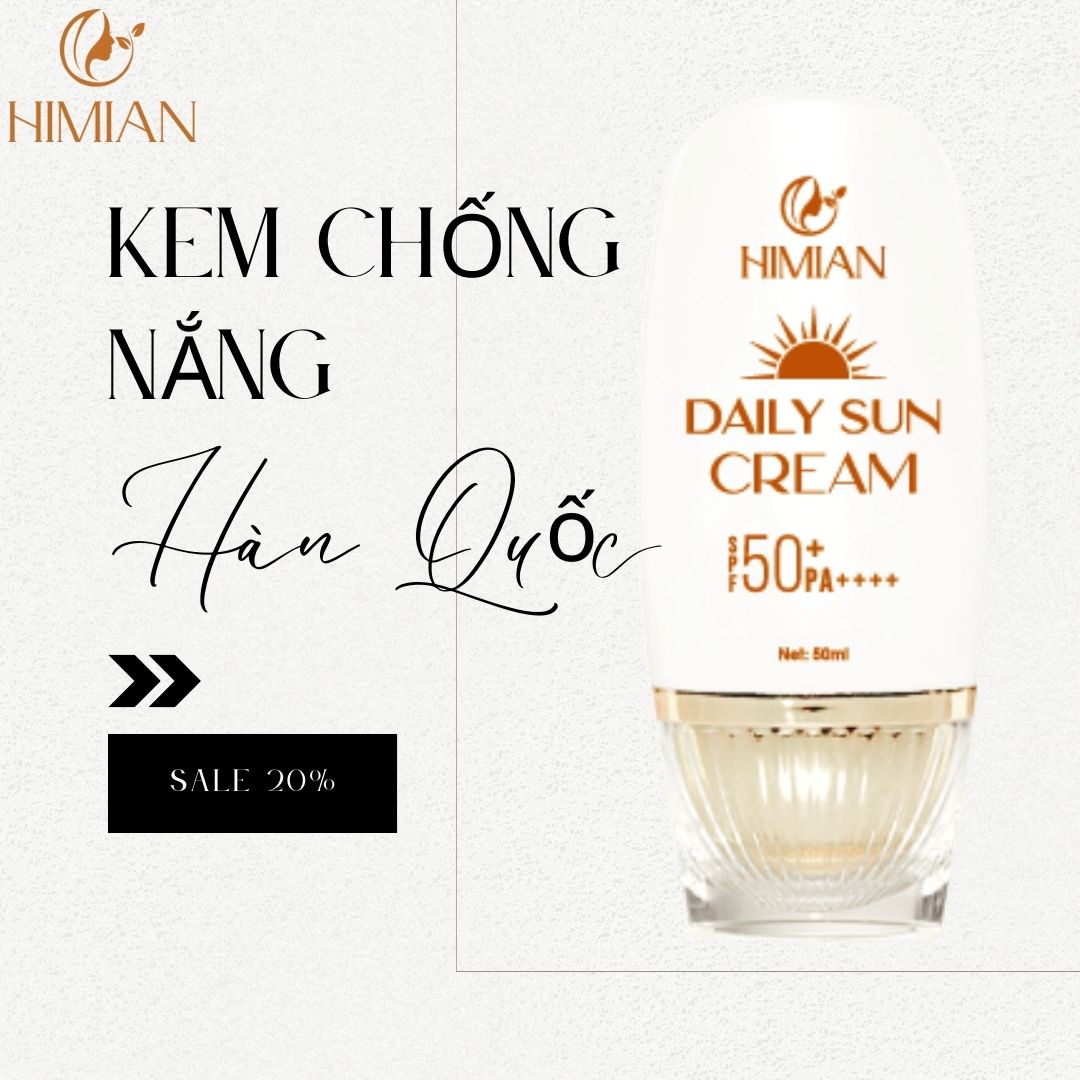 HIMIAN
KEM CHỐNG
NẮNG
Hàn Quốc
SALE 20%
HIMIAN
DAILY SUN
CREAM
SPF 50+ PA++++
Net: 50ml